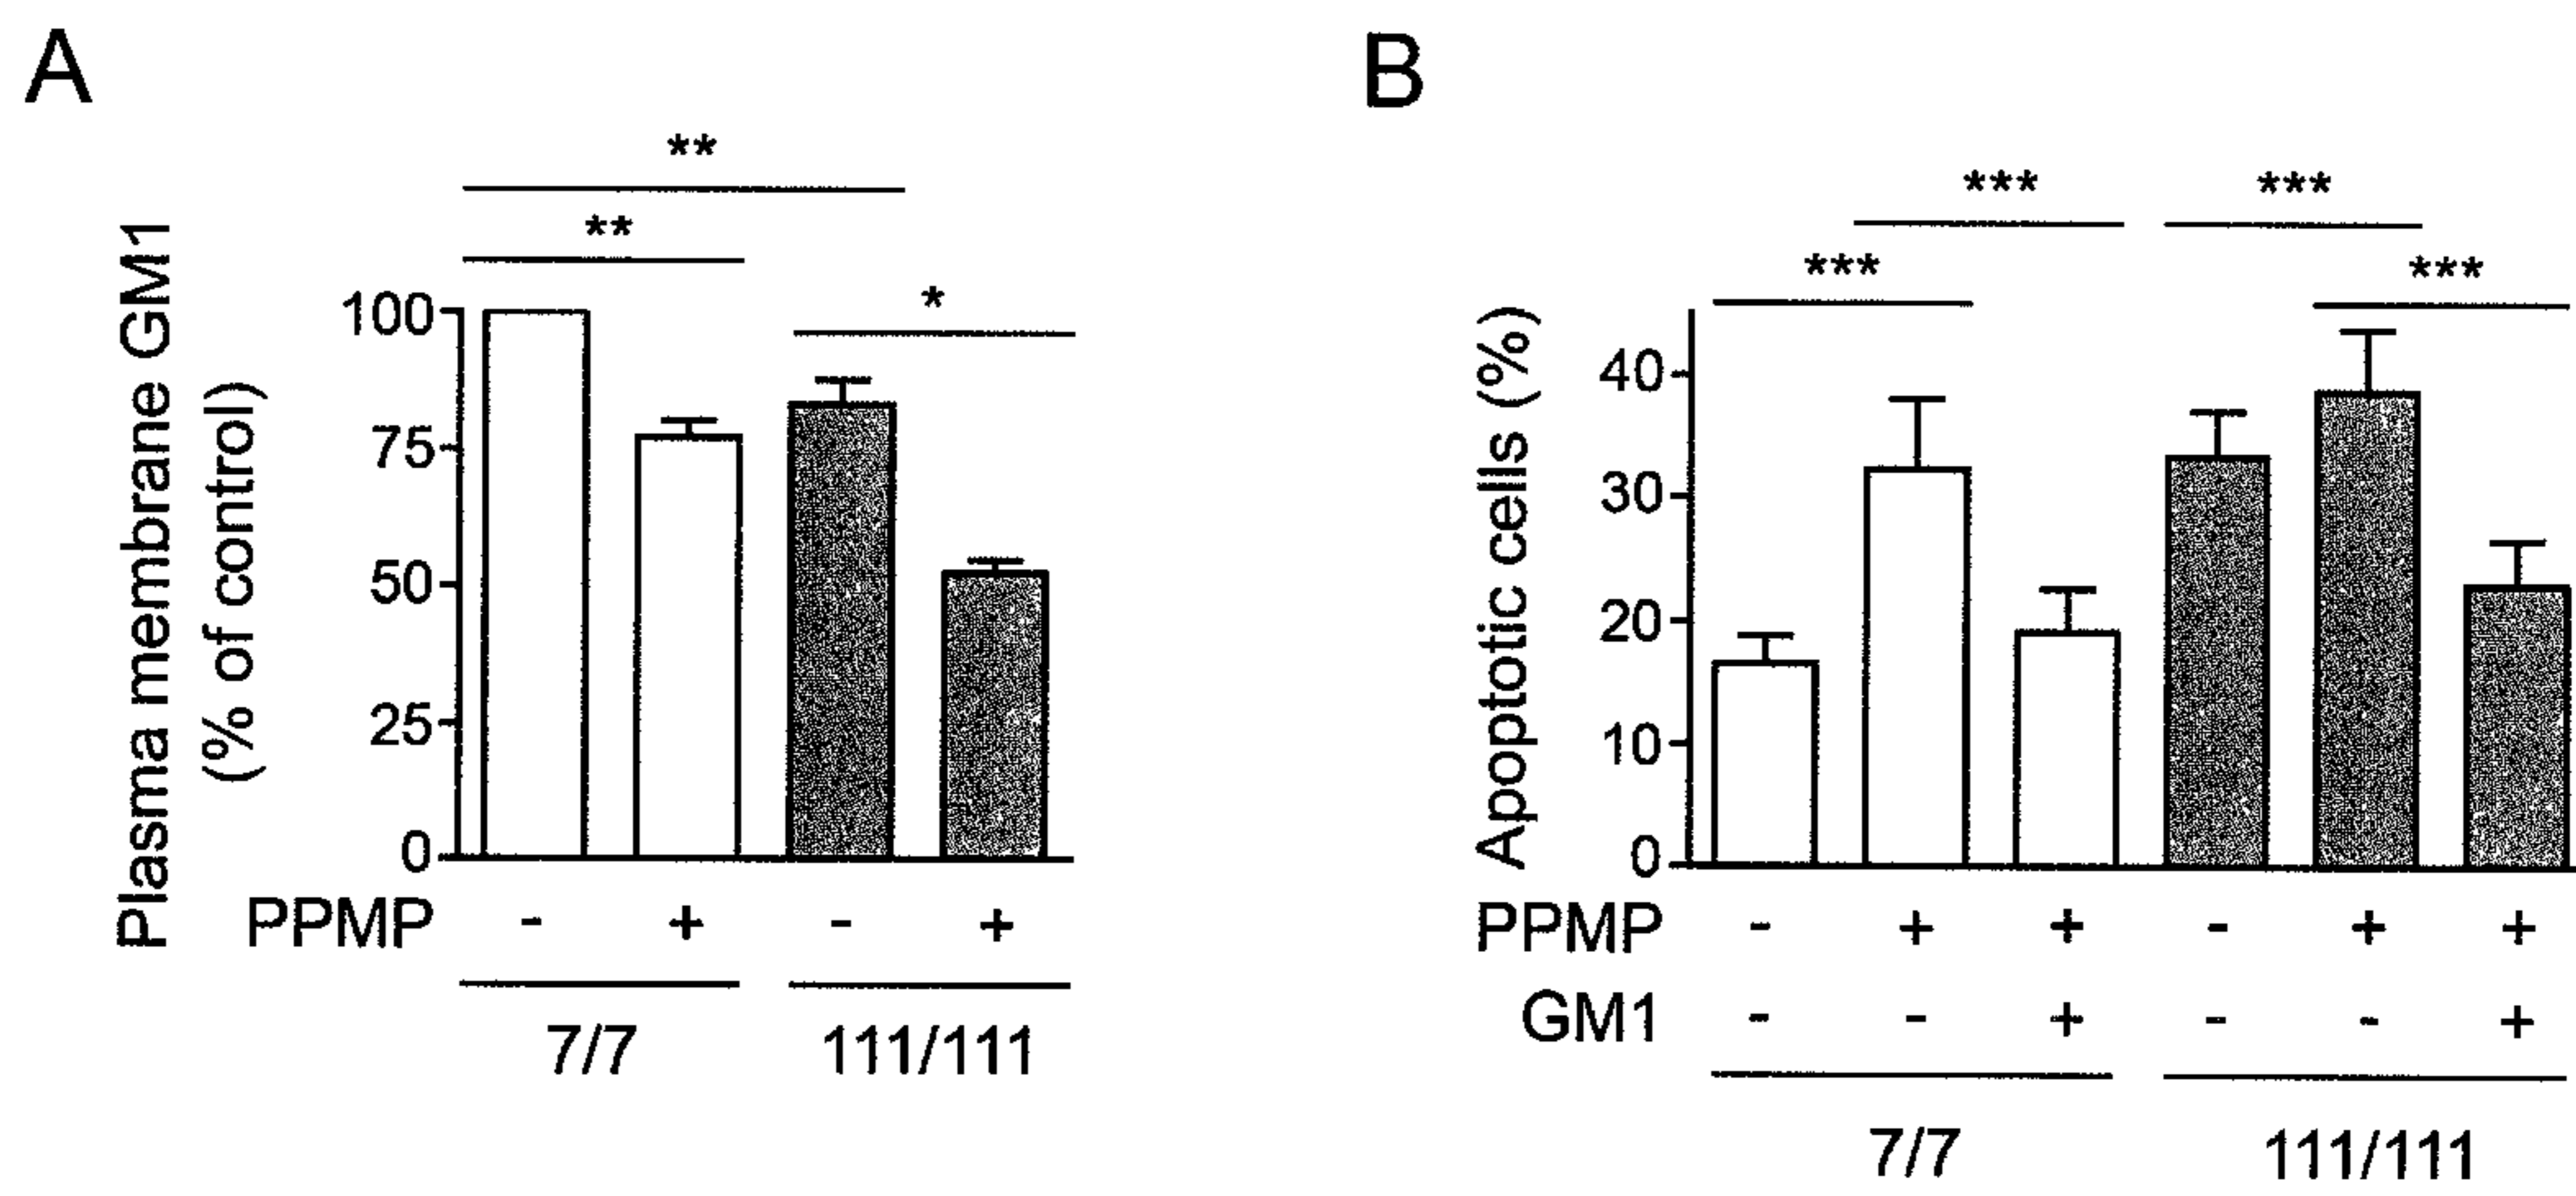 A
**
**
*
Plasma membrane GM1
(% of control)
100
75
50
25
0
PPMP - + - +
7/7 111/111
B
*** ***
*** ***
Apoptotic cells (%)
40
30
20
10
0
PPMP - + + - + +
GM1 - - + - - +
7/7 111/111